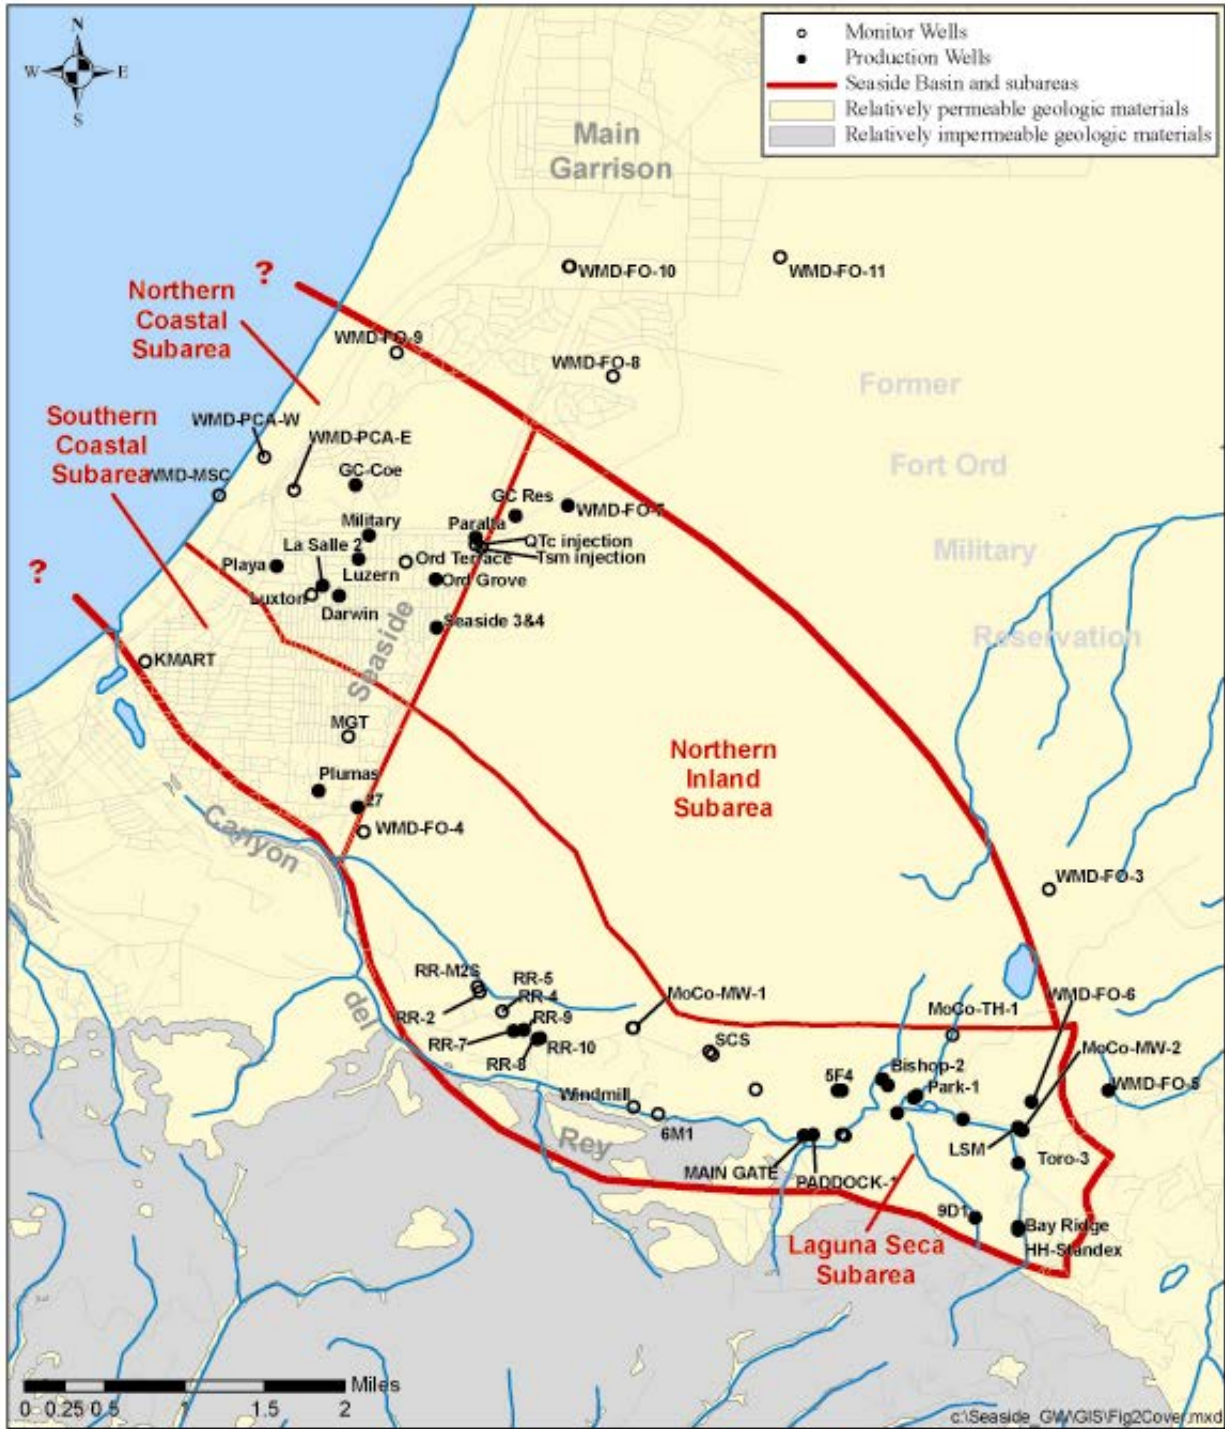 N
W E
S
Monitor Wells
Production Wells
Seaside Basin and subareas
Relatively permeable geologic materials
Relatively impermeable geologic materials
Main
Garrison
WMD-FO-10
WMD-FO-11
?
Northern
Coastal
Subarea
WMD-FO-9
WMD-FO-8
Former
Fort Ord
Military
Reservation
Southern
Coastal
Subarea
WMD-PCA-W
WMD-PCA-E
WMD-MSC
GC-Coe
GC Res
WMD-FO-7
Military
Paralta
QTc injection
Tsm Injection
La Salle 2
Ord Terrace
Playa
Luzern
Ord Grove
Luxton
Darwin
Seaside 3&4
?
Seaside
KMART
MGT
Northern
Inland
Subarea
Plumas
27
WMD-FO-4
Canyon
WMD-FO-3
RR-M2S
RR-5
RR-4
RR-2
RR-9
RR-7
RR-10
RR-8
del
MoCo-MW-1
MoCo-TH-1
WMD-FO-6
SCS
MoCo-MW-2
Bishop-2
5F4
Park-1
WMD-FO-5
Windmill
6M1
Rey
LSM
Toro-3
MAIN GATE
PADDOCK-1
9D1
Bay Ridge
HH-Standex
Laguna Seca
Subarea
Miles
0 0.25 0.5 1 1.5 2
c:\Seaside_GW\GIS\Fig2Cover.mxd